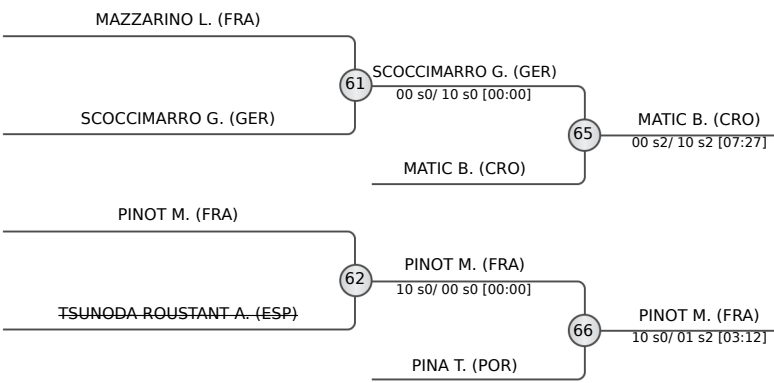 MAZZARINO L. (FRA)
61
SCOCCIMARRO G. (GER)
00 s0/ 10 s0 [00:00]
SCOCCIMARRO G. (GER)
65
MATIC B. (CRO)
00 s2/ 10 s2 [07:27]
MATIC B. (CRO)
PINOT M. (FRA)
62
PINOT M. (FRA)
10 s0/ 00 s0 [00:00]
TSUNODA ROUSTANT A. (ESP)
66
PINOT M. (FRA)
10 s0/ 01 s2 [03:12]
PINA T. (POR)